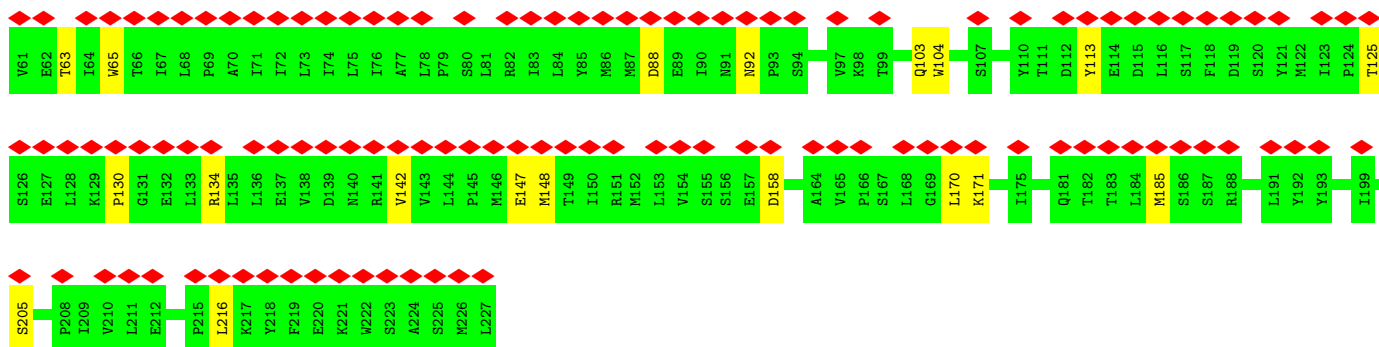 V61 E62 T63 I64 W65 T66 I67 L68 P69 A70 I71 I72 L73 I74 L75 I76 A77 L78 P79 S80 L81 R82 I83 L84 Y85 M86 M87 D88 E89 I90 N91 N92 P93 S94 V97 K98 T99 Q103 W104 S107 Y110 T111 D112 Y113 E114 D115 L116 S117 F118 D119 S120 Y121 M122 I123 P124 T125
S126 E127 L128 K129 P130 G131 E132 L133 R134 L135 L136 E137 V138 D139 N140 R141 V142 V143 L144 P145 M146 E147 M148 T149 I150 R151 M152 L153 V154 S155 S156 E157 D158 A164 V165 P166 S167 L168 G169 L170 K171 I175 Q181 T182 T183 L184 M185 S186 S187 R188 L191 Y192 Y193 I199
S205 P208 I209 V210 L211 E212 P215 L216 K217 Y218 F219 E220 K221 W222 S223 A224 S225 M226 L227